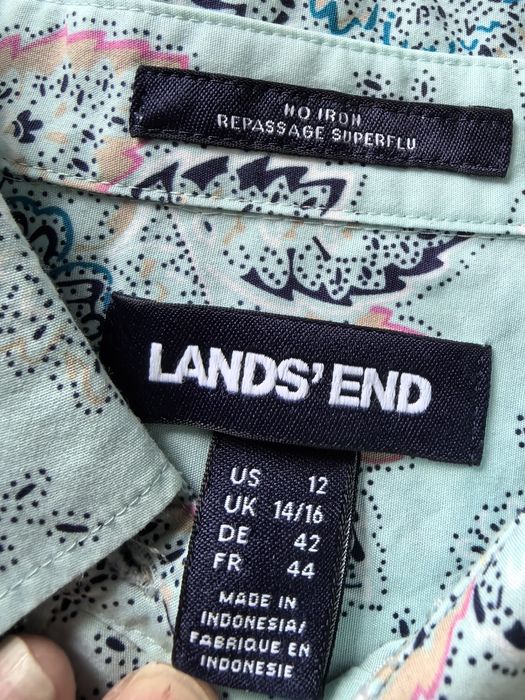 NO IRON
REPASSAGE SUPERFLU
LANDS' END
US 12
UK 14/16
DE 42
FR 44
MADE IN
INDONESIA/
FABRIQUE EN
INDONESIE